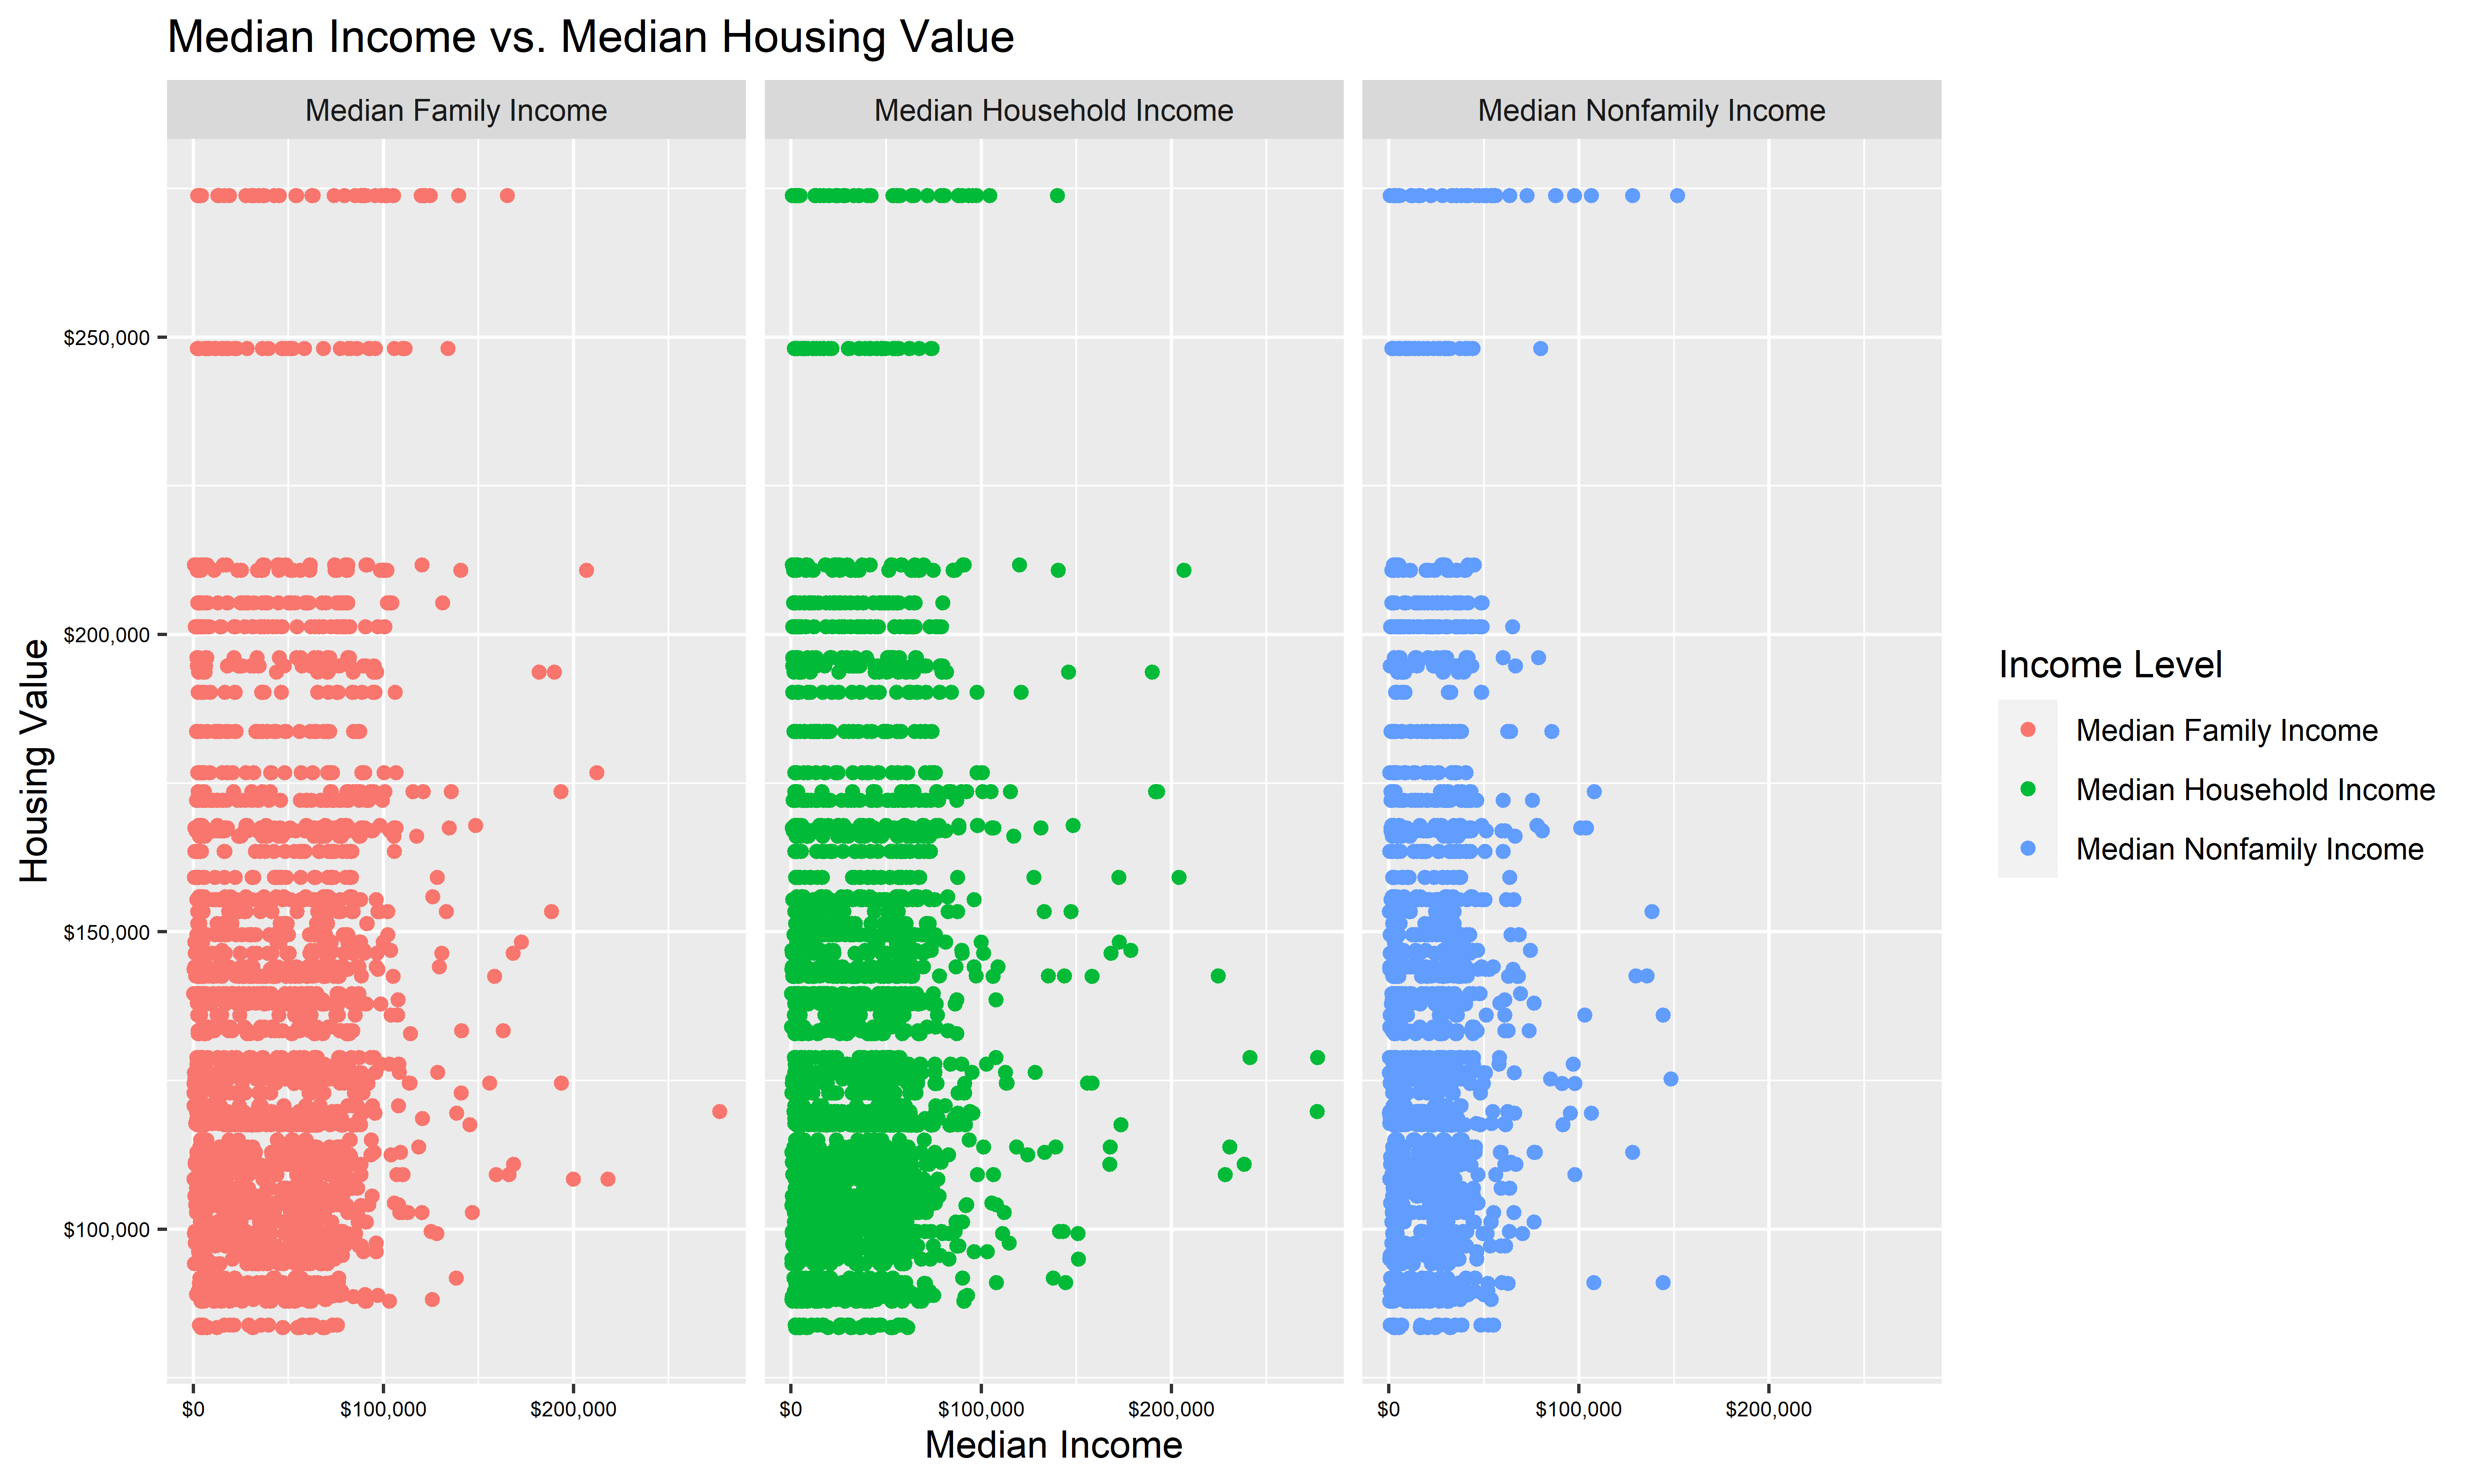 Median Income vs. Median Housing Value
Median Family Income
Median Household Income
Median Nonfamily Income
$250,000
$200,000
$150,000
$100,000
Housing Value
$0
$100,000
$200,000
$0
$100,000
$200,000
$0
$100,000
$200,000
Median Income
Income Level
Median Family Income
Median Household Income
Median Nonfamily Income